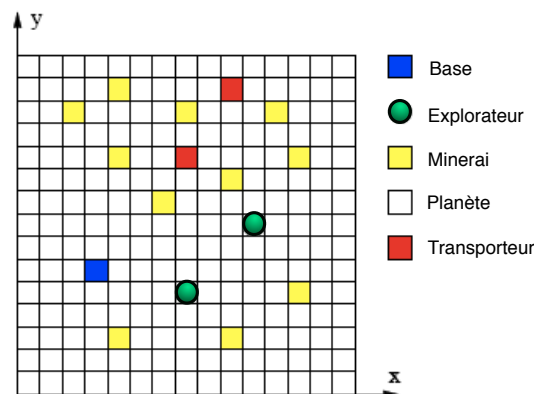 y
Base
Explorateur
Minerai
Planète
Transporteur
x